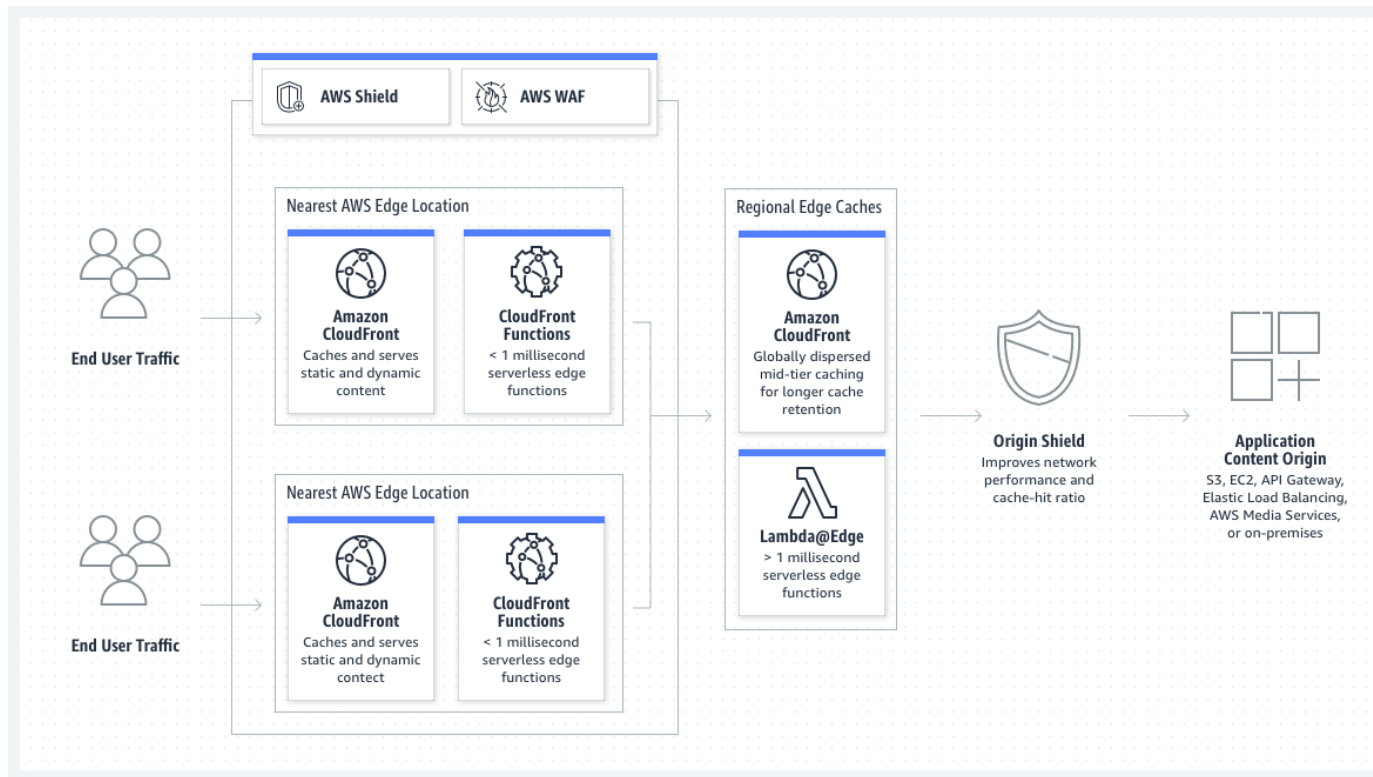 AWS Shield
AWS WAF
Nearest AWS Edge Location
Amazon
CloudFront
Caches and serves
static and dynamic
content
CloudFront
Functions
< 1 millisecond
serverless edge
functions
End User Traffic
Nearest AWS Edge Location
Amazon
CloudFront
Caches and serves
static and dynamic
contect
CloudFront
Functions
< 1 millisecond
serverless edge
functions
End User Traffic
Regional Edge Caches
Amazon
CloudFront
Globally dispersed
mid-tier caching
for longer cache
retention
Lambda@Edge
> 1 millisecond
serverless edge
functions
Origin Shield
Improves network
performance and
cache-hit ratio
Application
Content Origin
S3, EC2, API Gateway,
Elastic Load Balancing,
AWS Media Services,
or on-premises